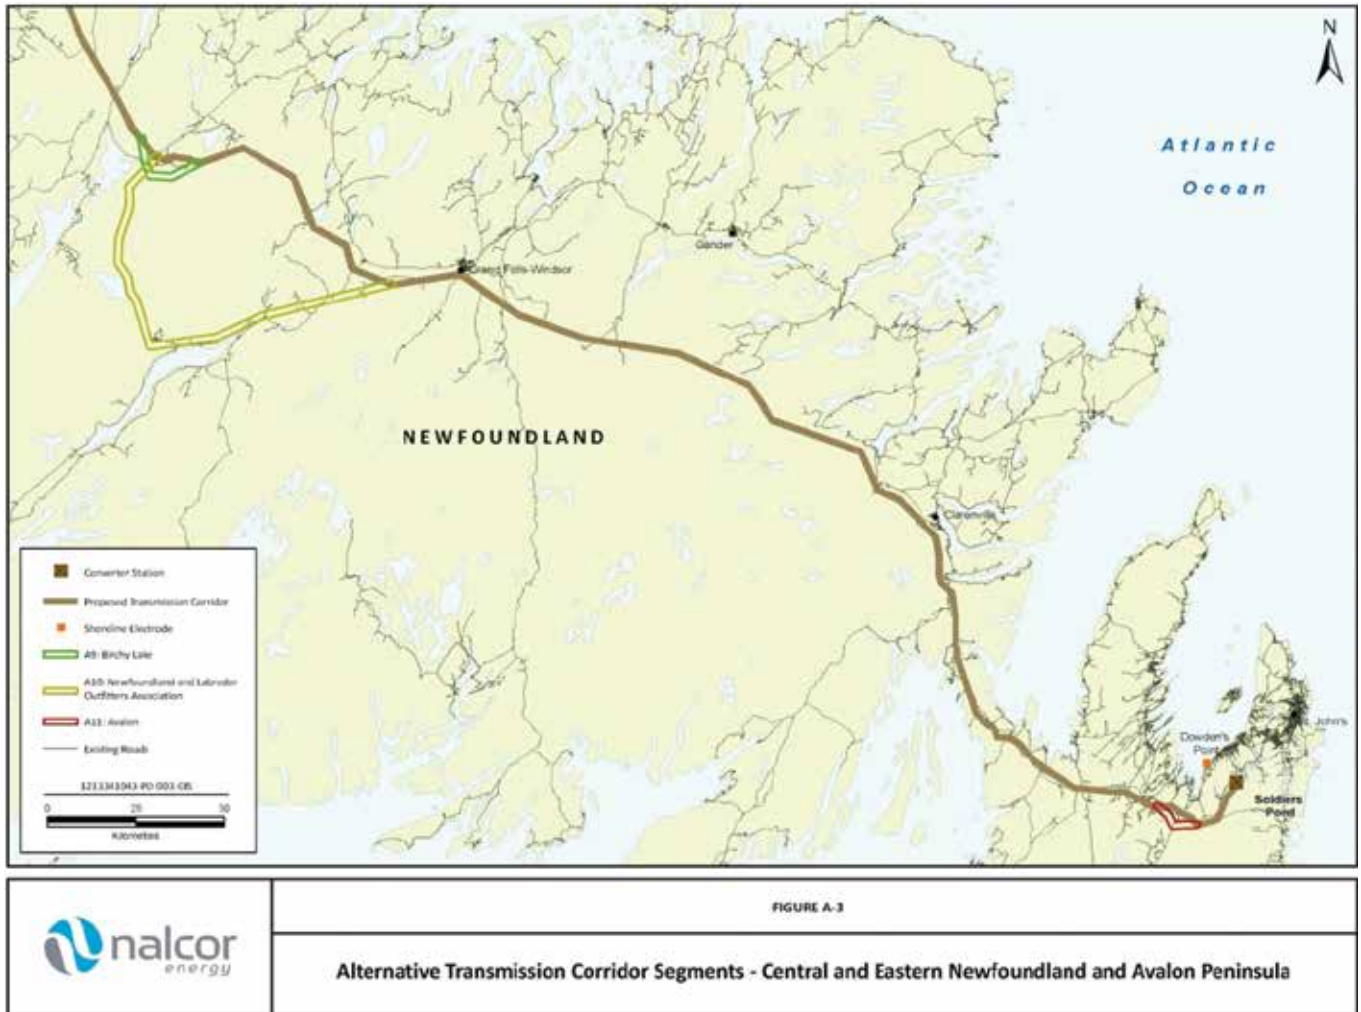 N
Atlantic
Ocean
Gander
Grand Falls-Windsor
NEWFOUNDLAND
Clarenville
St. John's
Dowden's
Point
Soldiers
Pond
Converter Station
Proposed Transmission Corridor
Shoreline Electrode
A9: Birchy Lake
A10: Newfoundland and Labrador
Outfitters Association
A11: Avalon
Existing Roads
0 25 50
Kilometres
FIGURE A-3
nalcor
energy
Alternative Transmission Corridor Segments - Central and Eastern Newfoundland and Avalon Peninsula